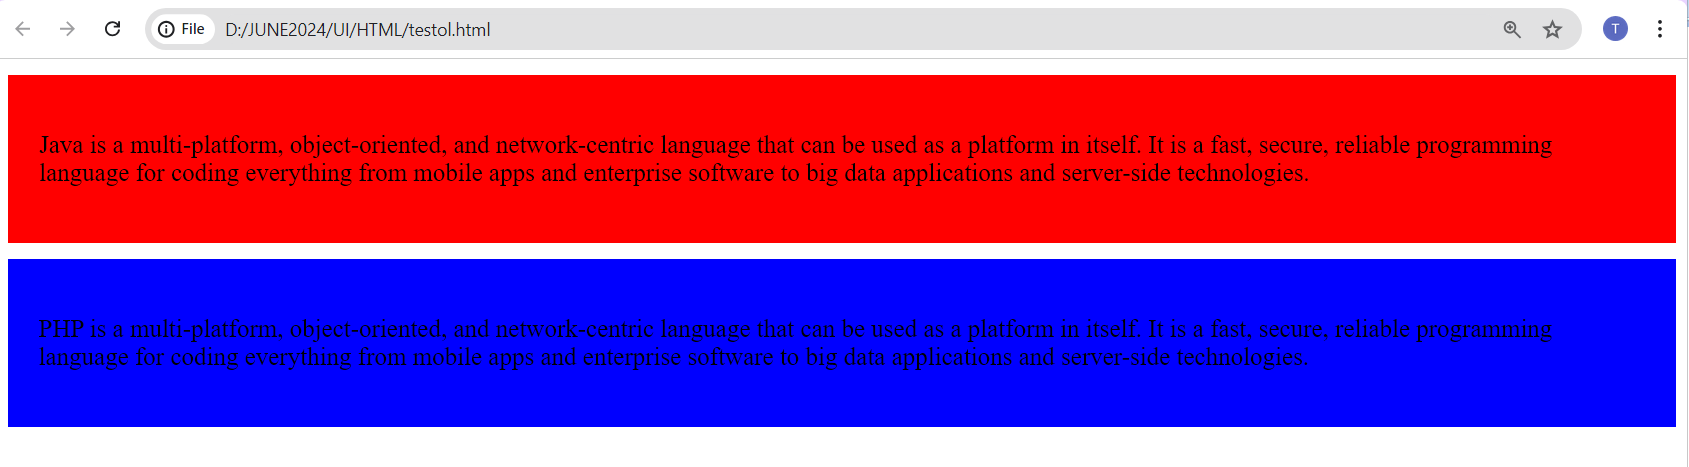 File
D:/JUNE2024/UI/HTML/testol.html
T
Java is a multi-platform, object-oriented, and network-centric language that can be used as a platform in itself. It is a fast, secure, reliable programming
language for coding everything from mobile apps and enterprise software to big data applications and server-side technologies.
PHP is a multi-platform, object-oriented, and network-centric language that can be used as a platform in itself. It is a fast, secure, reliable programming
language for coding everything from mobile apps and enterprise software to big data applications and server-side technologies.